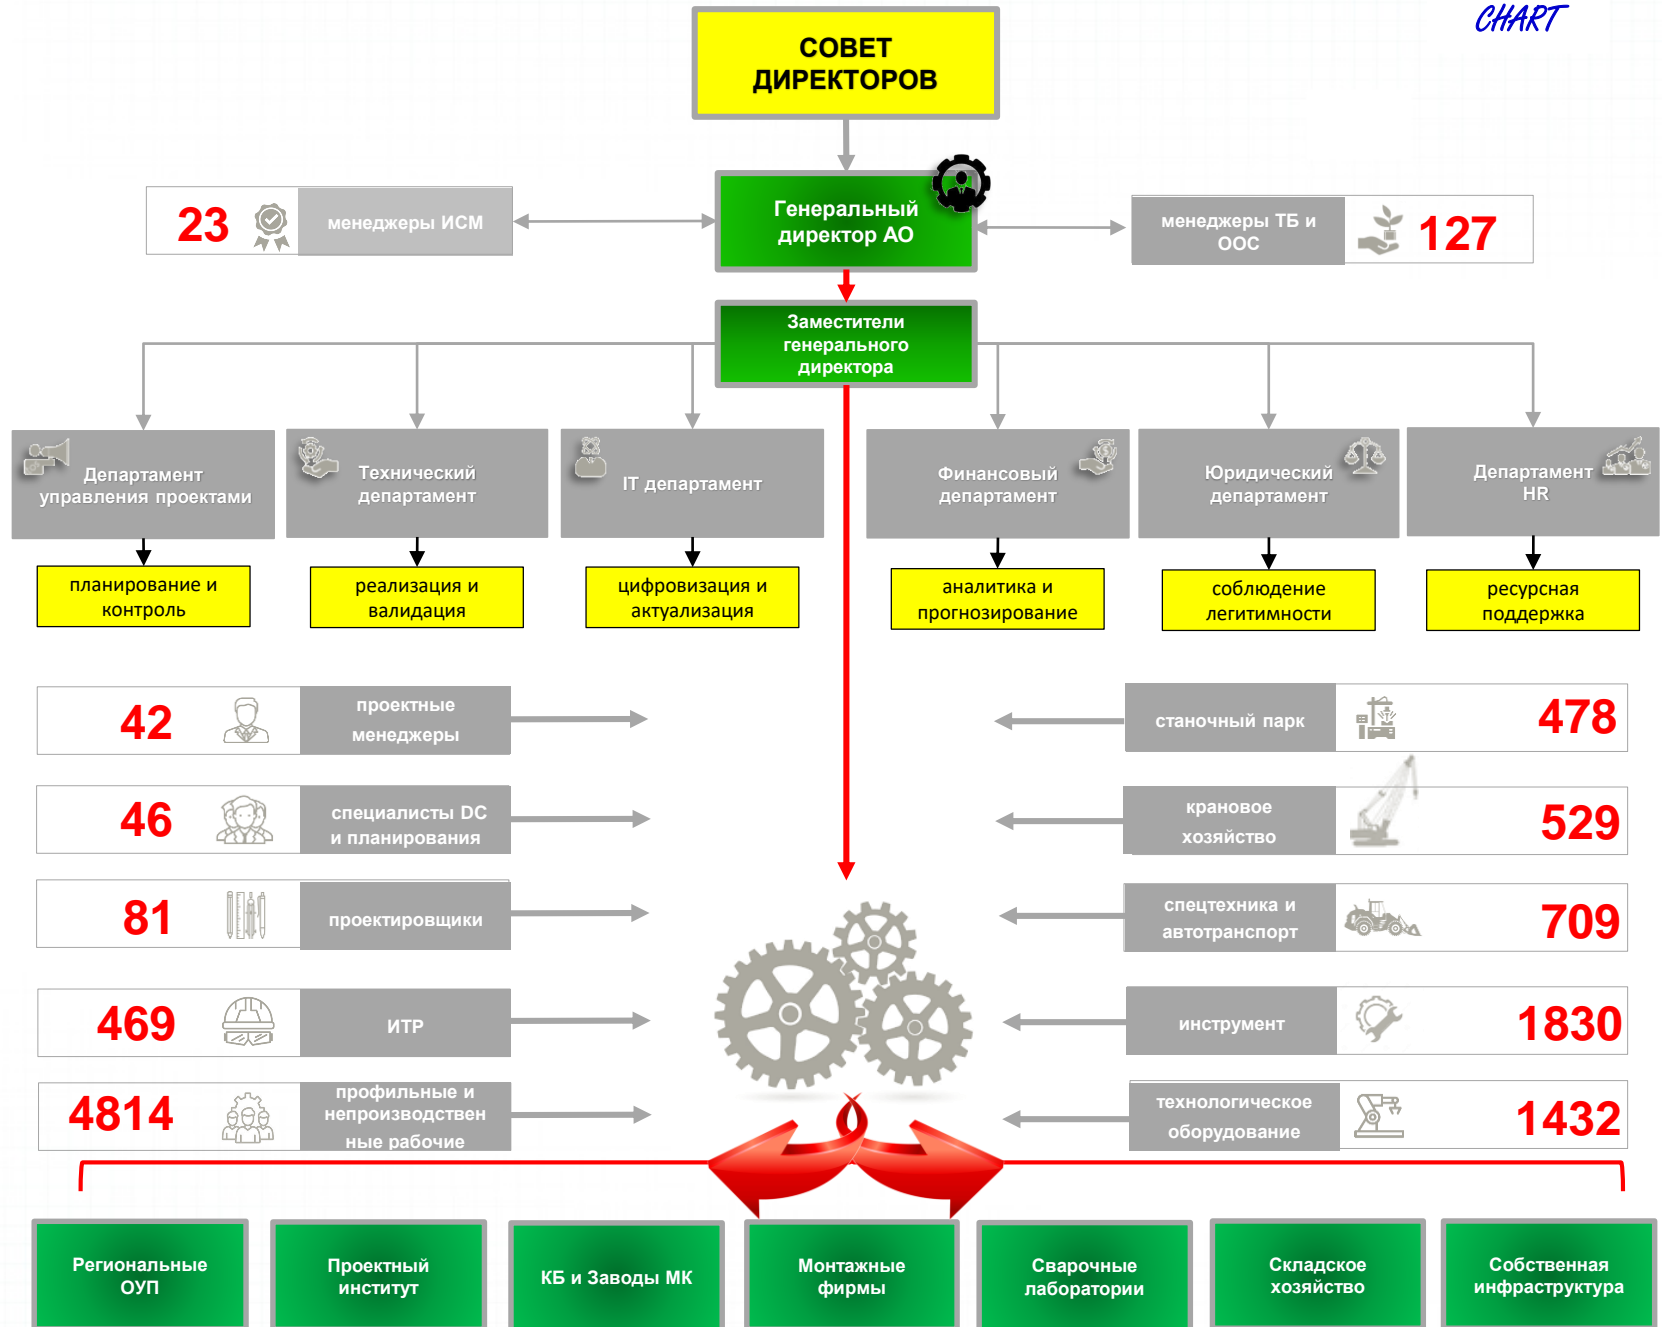 CHART
СОВЕТ
ДИРЕКТОРОВ
23
менеджеры ИСМ
Генеральный
директор АО
менеджеры ТБ и
ООС
127
Заместители
генерального
директора
Департамент
управления проектами
Технический
департамент
IT департамент
Финансовый
департамент
Юридический
департамент
Департамент
HR
планирование и
контроль
реализация и
валидация
цифровизация и
актуализация
аналитика и
прогнозирование
соблюдение
легитимности
ресурсная
поддержка
42
проектные
менеджеры
станочный парк
478
46
специалисты DC
и планирования
крановое
хозяйство
529
81
проектировщики
спецтехника и
автотранспорт
709
469
ИТР
инструмент
1830
4814
профильные и
непроизводствен
ные рабочие
технологическое
оборудование
1432
Региональные
ОУП
Проектный
институт
КБ и Заводы МК
Монтажные
фирмы
Сварочные
лаборатории
Складское
хозяйство
Собственная
инфраструктура